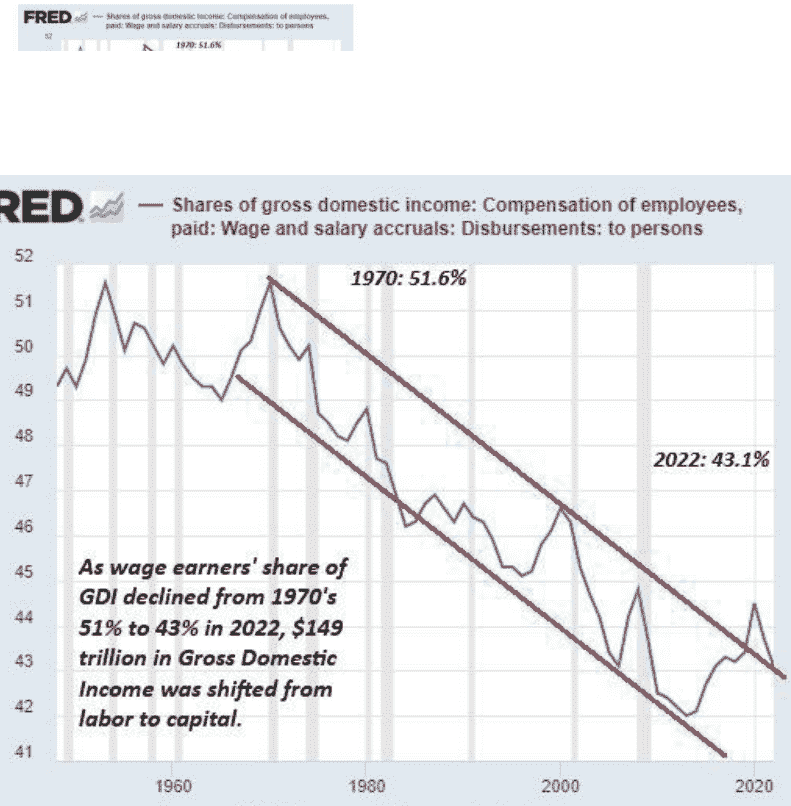 FRED — Shares of gross domestic income: Compensation of employees,
paid: Wage and salary accruals: Disbursements: to persons
52
1970: 51.6%
RED — Shares of gross domestic income: Compensation of employees,
paid: Wage and salary accruals: Disbursements: to persons
52
1970: 51.6%
51
50
49
48
2022: 43.1%
47
46
As wage earners' share of
45
GDI declined from 1970's
51% to 43% in 2022, $149
44
trillion in Gross Domestic
43
Income was shifted from
42
labor to capital.
41
1960 1980 2000 2020